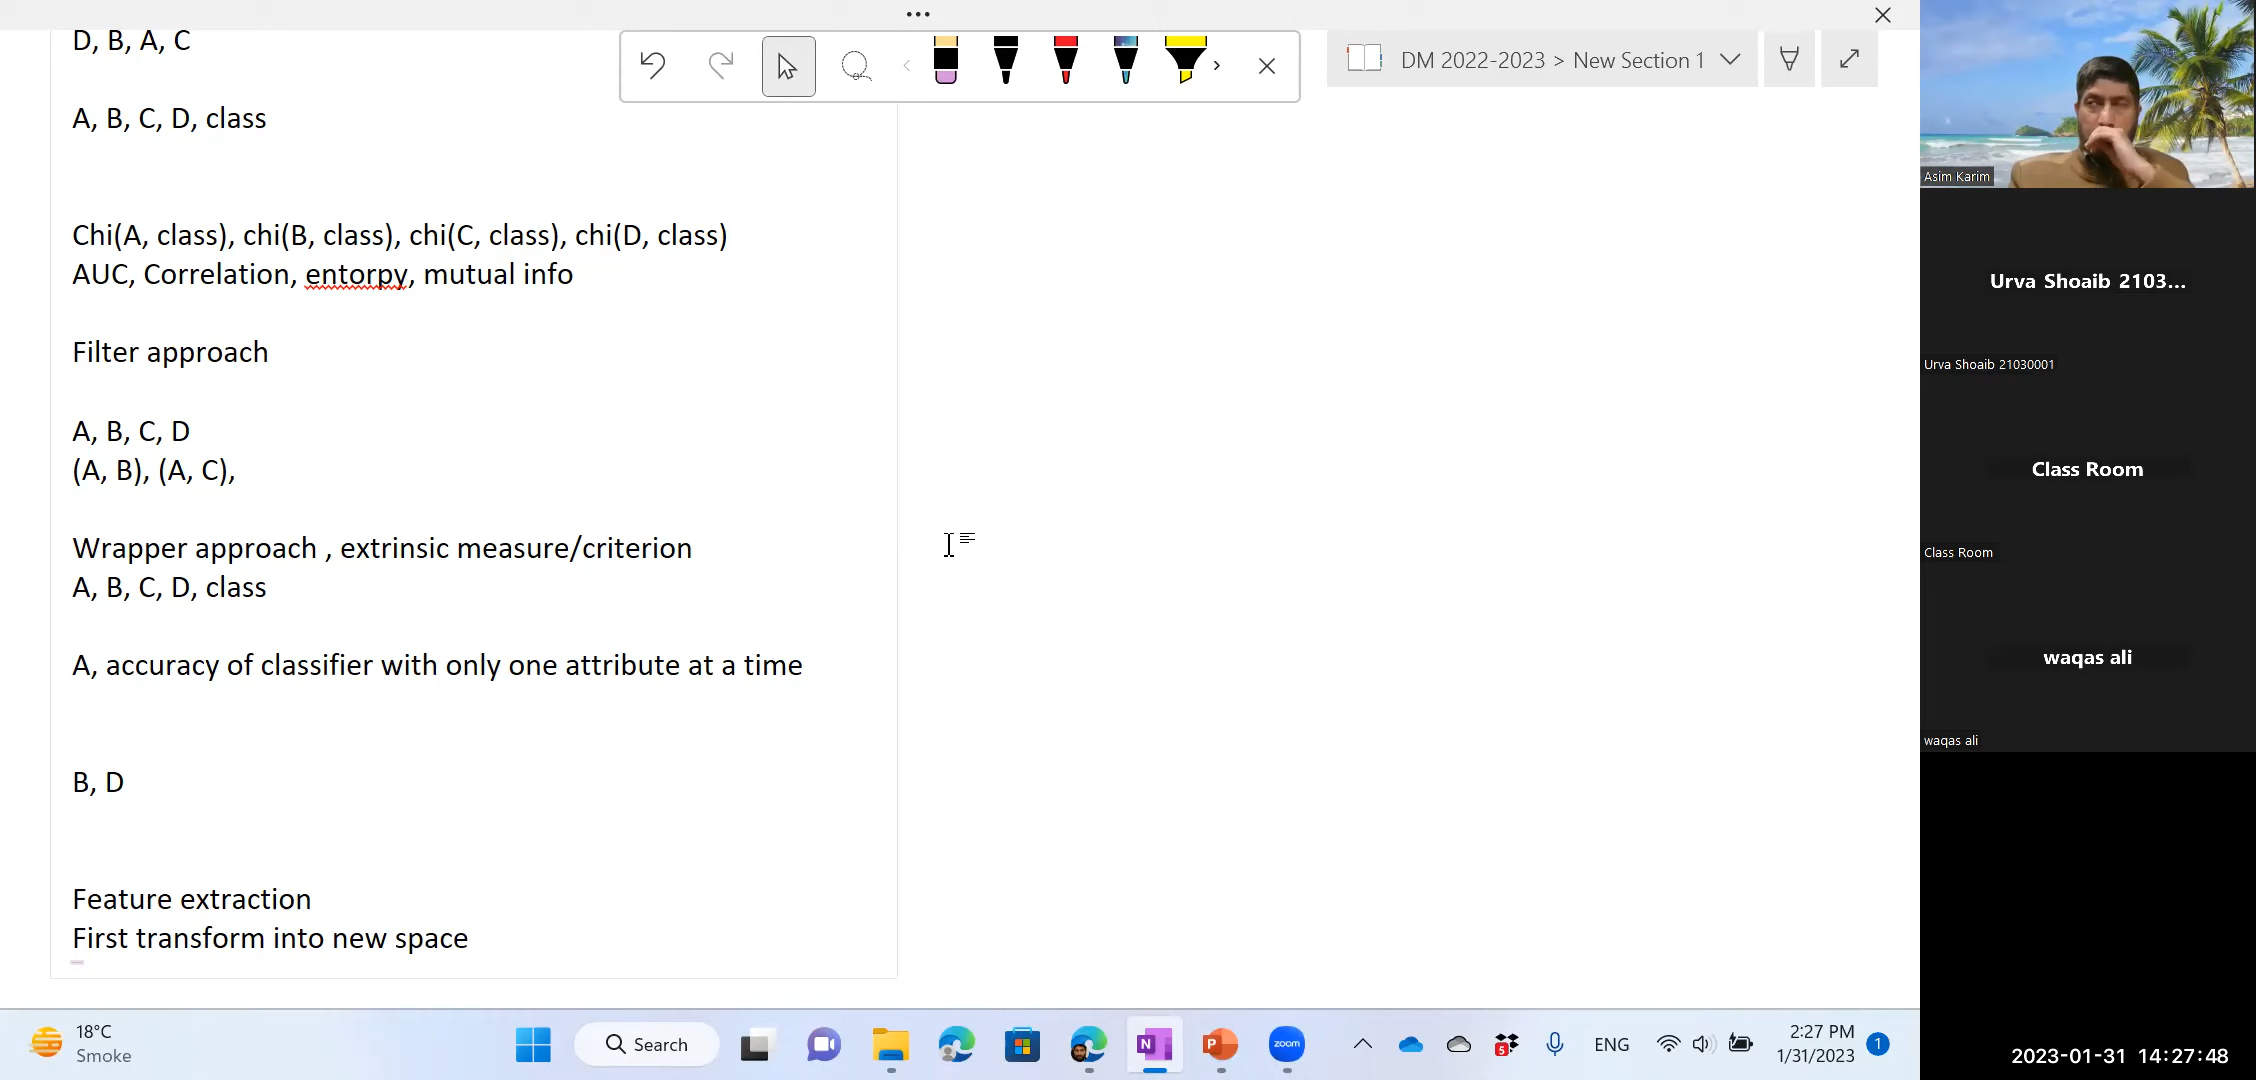 D, B, A, C
DM 2022-2023 > New Section 1
A, B, C, D, class
Asim Karim
Chi(A, class), chi(B, class), chi(C, class), chi(D, class)
AUC, Correlation, entorpy, mutual info
Urva Shoaib 2103...
Filter approach
Urva Shoaib 21030001
A, B, C, D
(A, B), (A, C),
Class Room
Wrapper approach , extrinsic measure/criterion
Class Room
A, B, C, D, class
A, accuracy of classifier with only one attribute at a time
waqas ali
waqas ali
B, D
Feature extraction
First transform into new space
18°C
Smoke
Search
N
P
zoom
5
ENG
2:27 PM
1/31/2023
1
2023-01-31 14:27:48